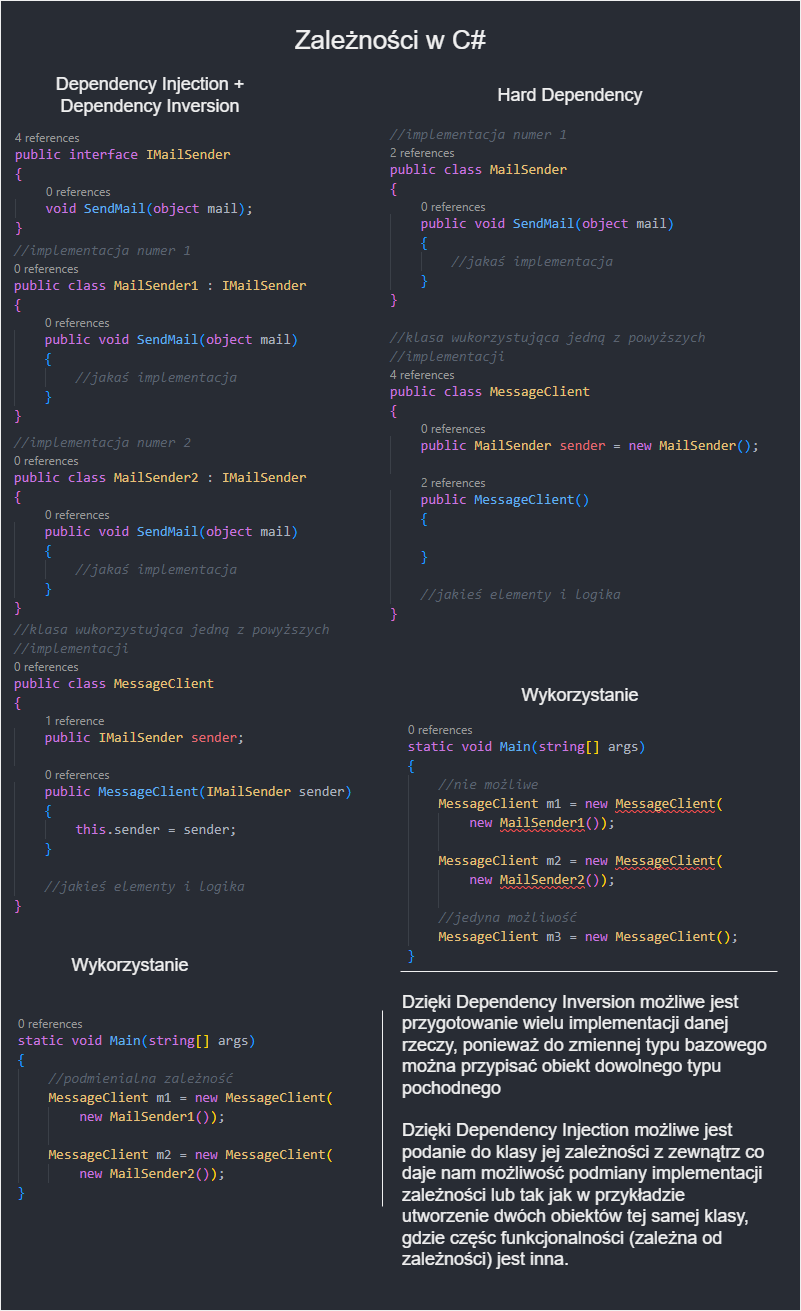 Zależności w C#
Dependency Injection +
Dependency Inversion
4 references
public interface IMailSender
{
0 references
void SendMail(object mail);
}
//implementacja numer 1
0 references
public class MailSender1 : IMailSender
{
0 references
public void SendMail(object mail)
{
//jakaś implementacja
}
}
//implementacja numer 2
0 references
public class MailSender2 : IMailSender
{
0 references
public void SendMail(object mail)
{
//jakaś implementacja
}
}
//klasa wukorzystująca jedną z powyższych
//implementacji
0 references
public class MessageClient
{
1 reference
public IMailSender sender;
0 references
public MessageClient(IMailSender sender)
{
this.sender = sender;
}
//jakieś elementy i logika
}
Wykorzystanie
0 references
static void Main(string[] args)
{
//podmienialna zależność
MessageClient m1 = new MessageClient(
new MailSender1());
MessageClient m2 = new MessageClient(
new MailSender2());
}
Hard Dependency
//implementacja numer 1
2 references
public class MailSender
{
0 references
public void SendMail(object mail)
{
//jakaś implementacja
}
}
//klasa wukorzystująca jedną z powyższych
//implementacji
4 references
public class MessageClient
{
0 references
public MailSender sender = new MailSender();
2 references
public MessageClient()
{
}
//jakieś elementy i logika
}
Wykorzystanie
0 references
static void Main(string[] args)
{
//nie możliwe
MessageClient m1 = new MessageClient(
new MailSender1());
MessageClient m2 = new MessageClient(
new MailSender2());
//jedyna możliwość
MessageClient m3 = new MessageClient();
}
Dzięki Dependency Inversion możliwe jest
przygotowanie wielu implementacji danej
rzeczy, ponieważ do zmiennej typu bazowego
można przypisać obiekt dowolnego typu
pochodnego
Dzięki Dependency Injection możliwe jest
podanie do klasy jej zależności z zewnątrz co
daje nam możliwość podmiany implementacji
zależności lub tak jak w przykładzie
utworzenie dwóch obiektów tej samej klasy,
gdzie częśc funkcjonalności (zależna od
zależności) jest inna.